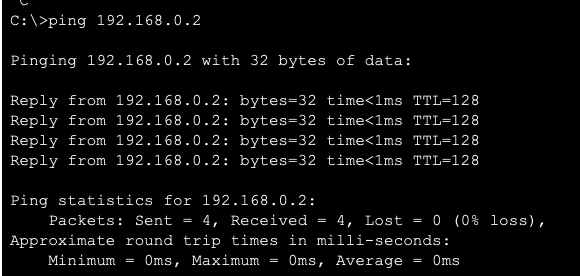 C
C:\>ping 192.168.0.2
Pinging 192.168.0.2 with 32 bytes of data:
Reply from 192.168.0.2: bytes=32 time<1ms TTL=128
Reply from 192.168.0.2: bytes=32 time<1ms TTL=128
Reply from 192.168.0.2: bytes=32 time<1ms TTL=128
Reply from 192.168.0.2: bytes=32 time<1ms TTL=128
Ping statistics for 192.168.0.2:
    Packets: Sent = 4, Received = 4, Lost = 0 (0% loss),
Approximate round trip times in milli-seconds:
    Minimum = 0ms, Maximum = 0ms, Average = 0ms